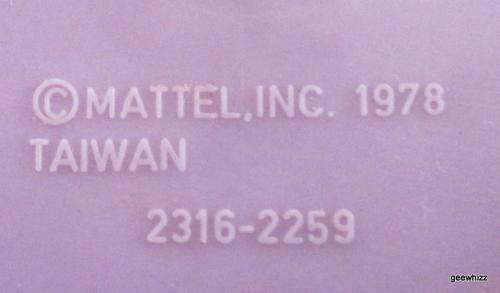 ©MATTEL,INC. 1978
TAIWAN
2316-2259
geewhizz